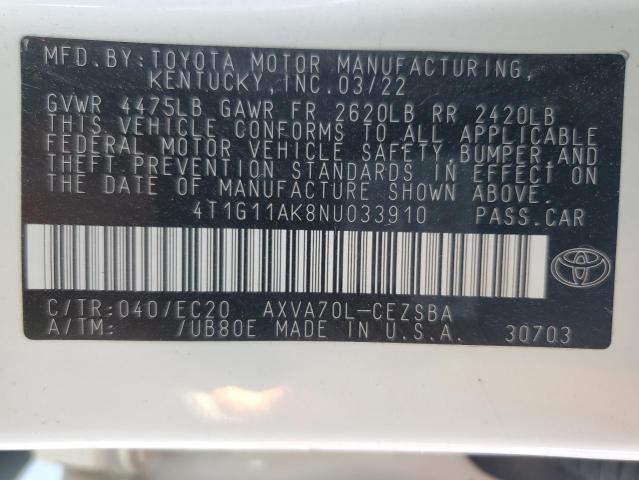 MFD. BY: TOYOTA MOTOR MANUFACTURING,
KENTUCKY, INC. 03/22
GVWR 4475LB GAWR FR 2620LB RR 2420LB
THIS VEHICLE CONFORMS TO ALL APPLICABLE
FEDERAL MOTOR VEHICLE SAFETY, BUMPER, AND
THEFT PREVENTION STANDARDS IN EFFECT ON
THE DATE OF MANUFACTURE SHOWN ABOVE.
4T1G11AK8NU033910 PASS. CAR
C/TR: 040/EC20 AXVA70L-CEZSBA
A/TM: /UB80E MADE IN U.S.A. 30703